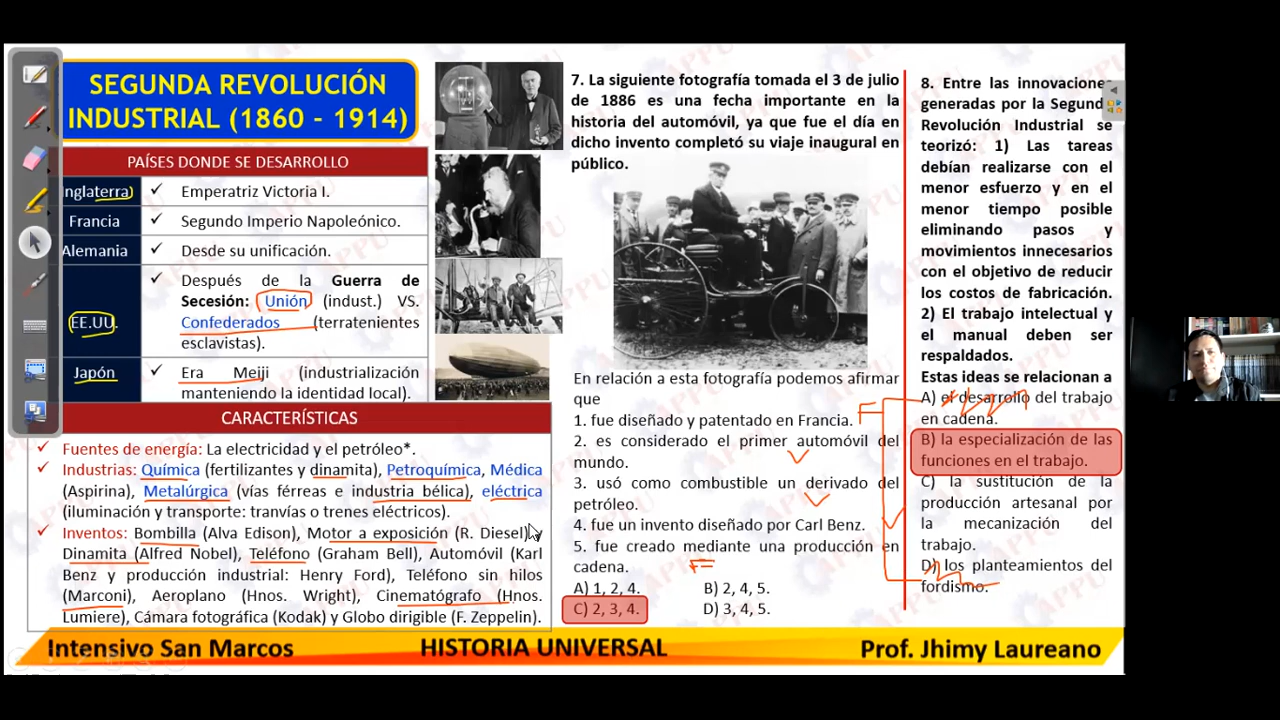 SEGUNDA REVOLUCIÓN
INDUSTRIAL (1860 - 1914)
PAÍSES DONDE SE DESARROLLO
Inglaterra
Emperatriz Victoria I.
Francia
Segundo Imperio Napoleónico.
Alemania
Desde su unificación.
EE.UU.
Después de la Guerra de
Secesión: Unión (indust.) VS.
Confederados (terratenientes
esclavistas).
Japón
Era Meiji (industrialización
manteniendo la identidad local).
CARACTERÍSTICAS
Fuentes de energía: La electricidad y el petróleo*.
Industrias: Química (fertilizantes y dinamita), Petroquímica, Médica
(Aspirina), Metalúrgica (vías férreas e industria bélica), eléctrica
(iluminación y transporte: tranvías o trenes eléctricos).
Inventos: Bombilla (Alva Edison), Motor a exposición (R. Diesel),
Dinamita (Alfred Nobel), Teléfono (Graham Bell), Automóvil (Karl
Benz y producción industrial: Henry Ford), Teléfono sin hilos
(Marconi), Aeroplano (Hnos. Wright), Cinematógrafo (Hnos.
Lumiere), Cámara fotográfica (Kodak) y Globo dirigible (F. Zeppelin).
7. La siguiente fotografía tomada el 3 de julio
de 1886 es una fecha importante en la
historia del automóvil, ya que fue el día en
dicho invento completó su viaje inaugural en
público.
En relación a esta fotografía podemos afirmar
que
1. fue diseñado y patentado en Francia. F
2. es considerado el primer automóvil del
mundo.
3. usó como combustible un derivado del
petróleo.
4. fue un invento diseñado por Carl Benz.
5. fue creado mediante una producción en
cadena. F
A) 1, 2, 4. B) 2, 4, 5.
C) 2, 3, 4. D) 3, 4, 5.
8. Entre las innovaciones
generadas por la Segunda
Revolución Industrial se
teorizó: 1) Las tareas
debían realizarse con el
menor esfuerzo y en el
menor tiempo posible
eliminando pasos y
movimientos innecesarios
con el objetivo de reducir
los costos de fabricación.
2) El trabajo intelectual y
el manual deben ser
respaldados.
Estas ideas se relacionan a
A) el desarrollo del trabajo
en cadena.
B) la especialización de las
funciones en el trabajo.
C) la sustitución de la
producción artesanal por
la mecanización del
trabajo.
D) los planteamientos del
fordismo.
Intensivo San Marcos HISTORIA UNIVERSAL Prof. Jhimy Laureano